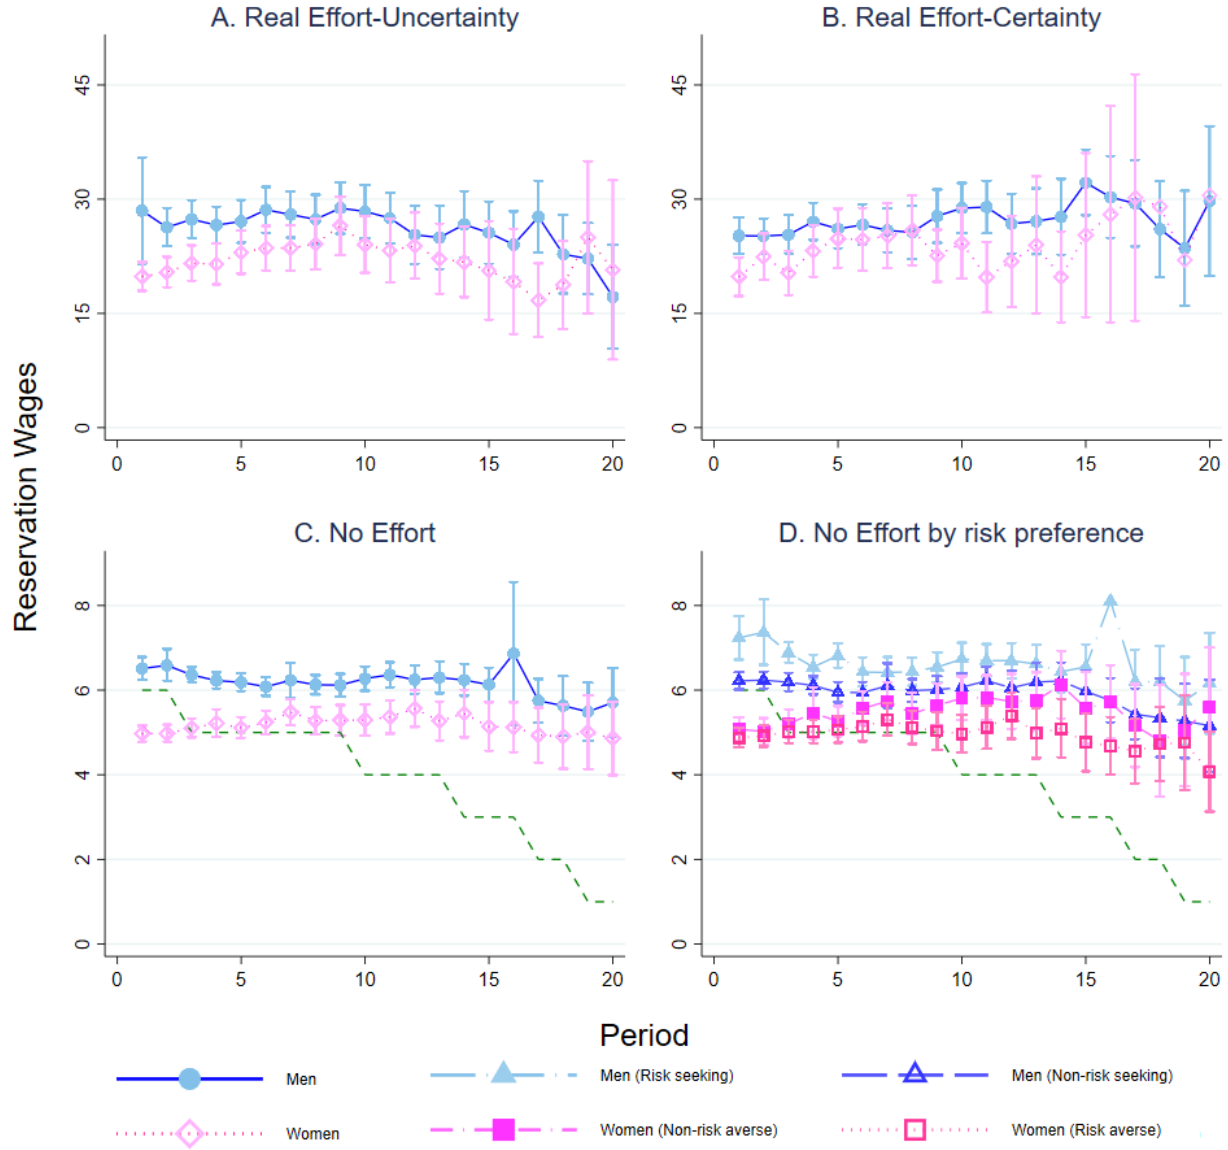 A. Real Effort-Uncertainty
B. Real Effort-Certainty
45
30
15
0
0 5 10 15 20
45
30
15
0
0 5 10 15 20
Reservation Wages
C. No Effort
D. No Effort by risk preference
8
6
4
2
0
0 5 10 15 20
8
6
4
2
0
0 5 10 15 20
Period
Men
Men (Risk seeking)
Men (Non-risk seeking)
Women
Women (Non-risk averse)
Women (Risk averse)